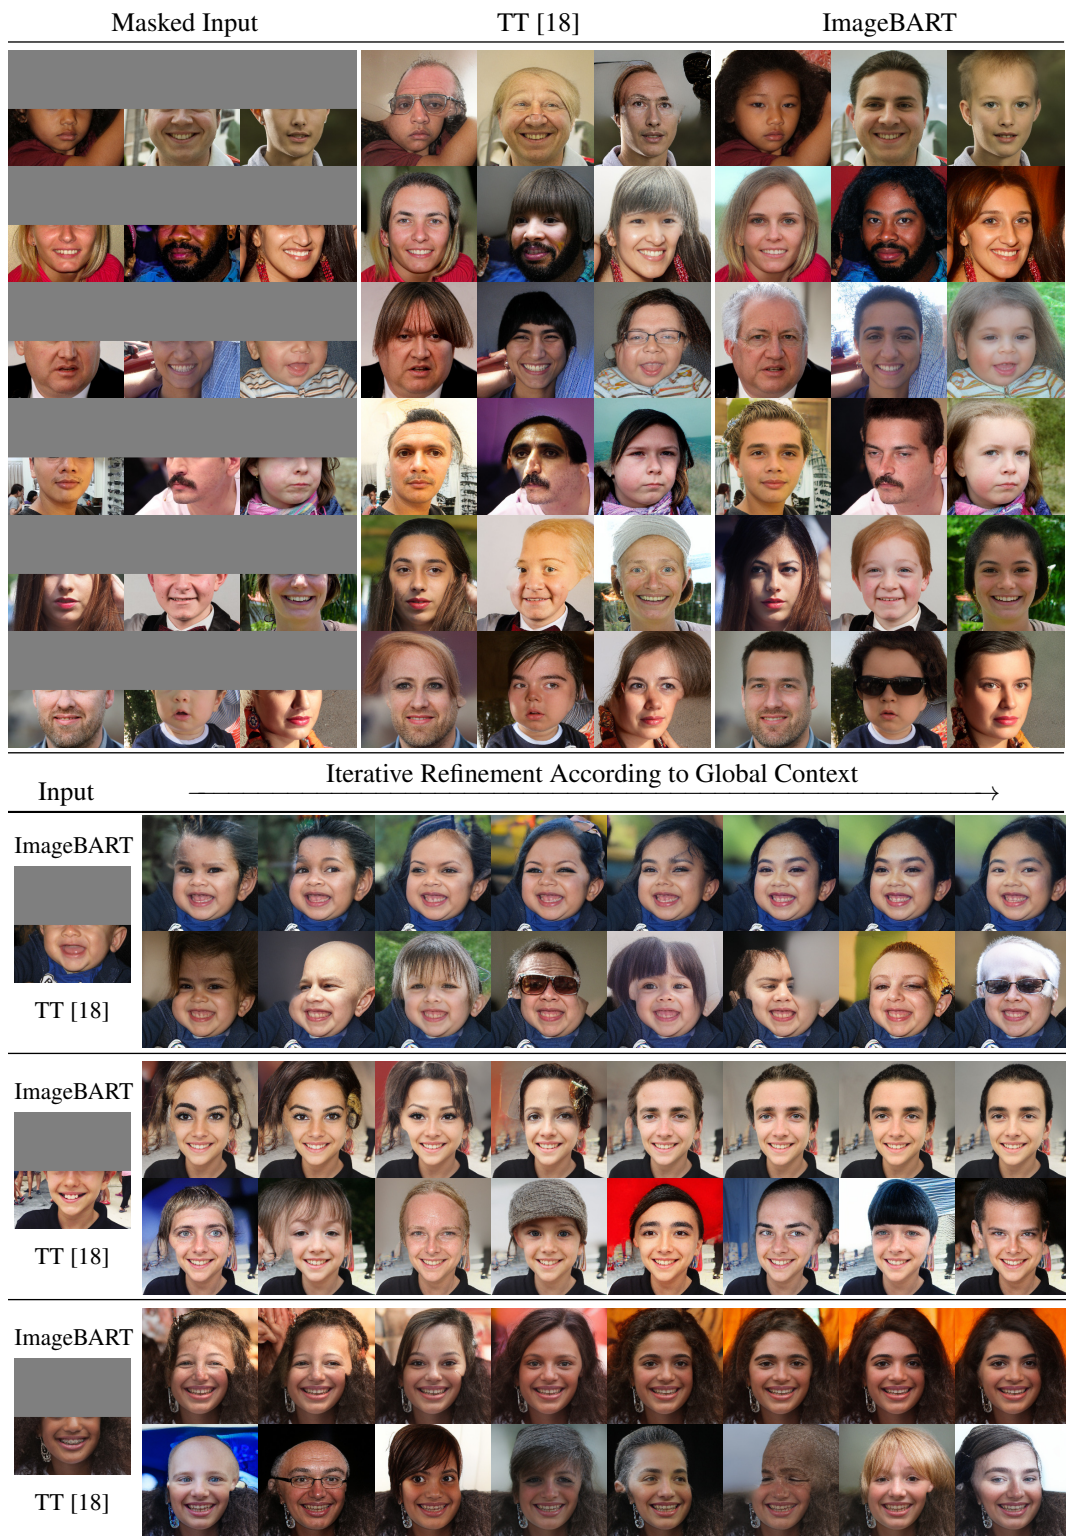 Masked Input
TT [18]
ImageBART
Iterative Refinement According to Global Context
Input
ImageBART
TT [18]
ImageBART
TT [18]
ImageBART
TT [18]